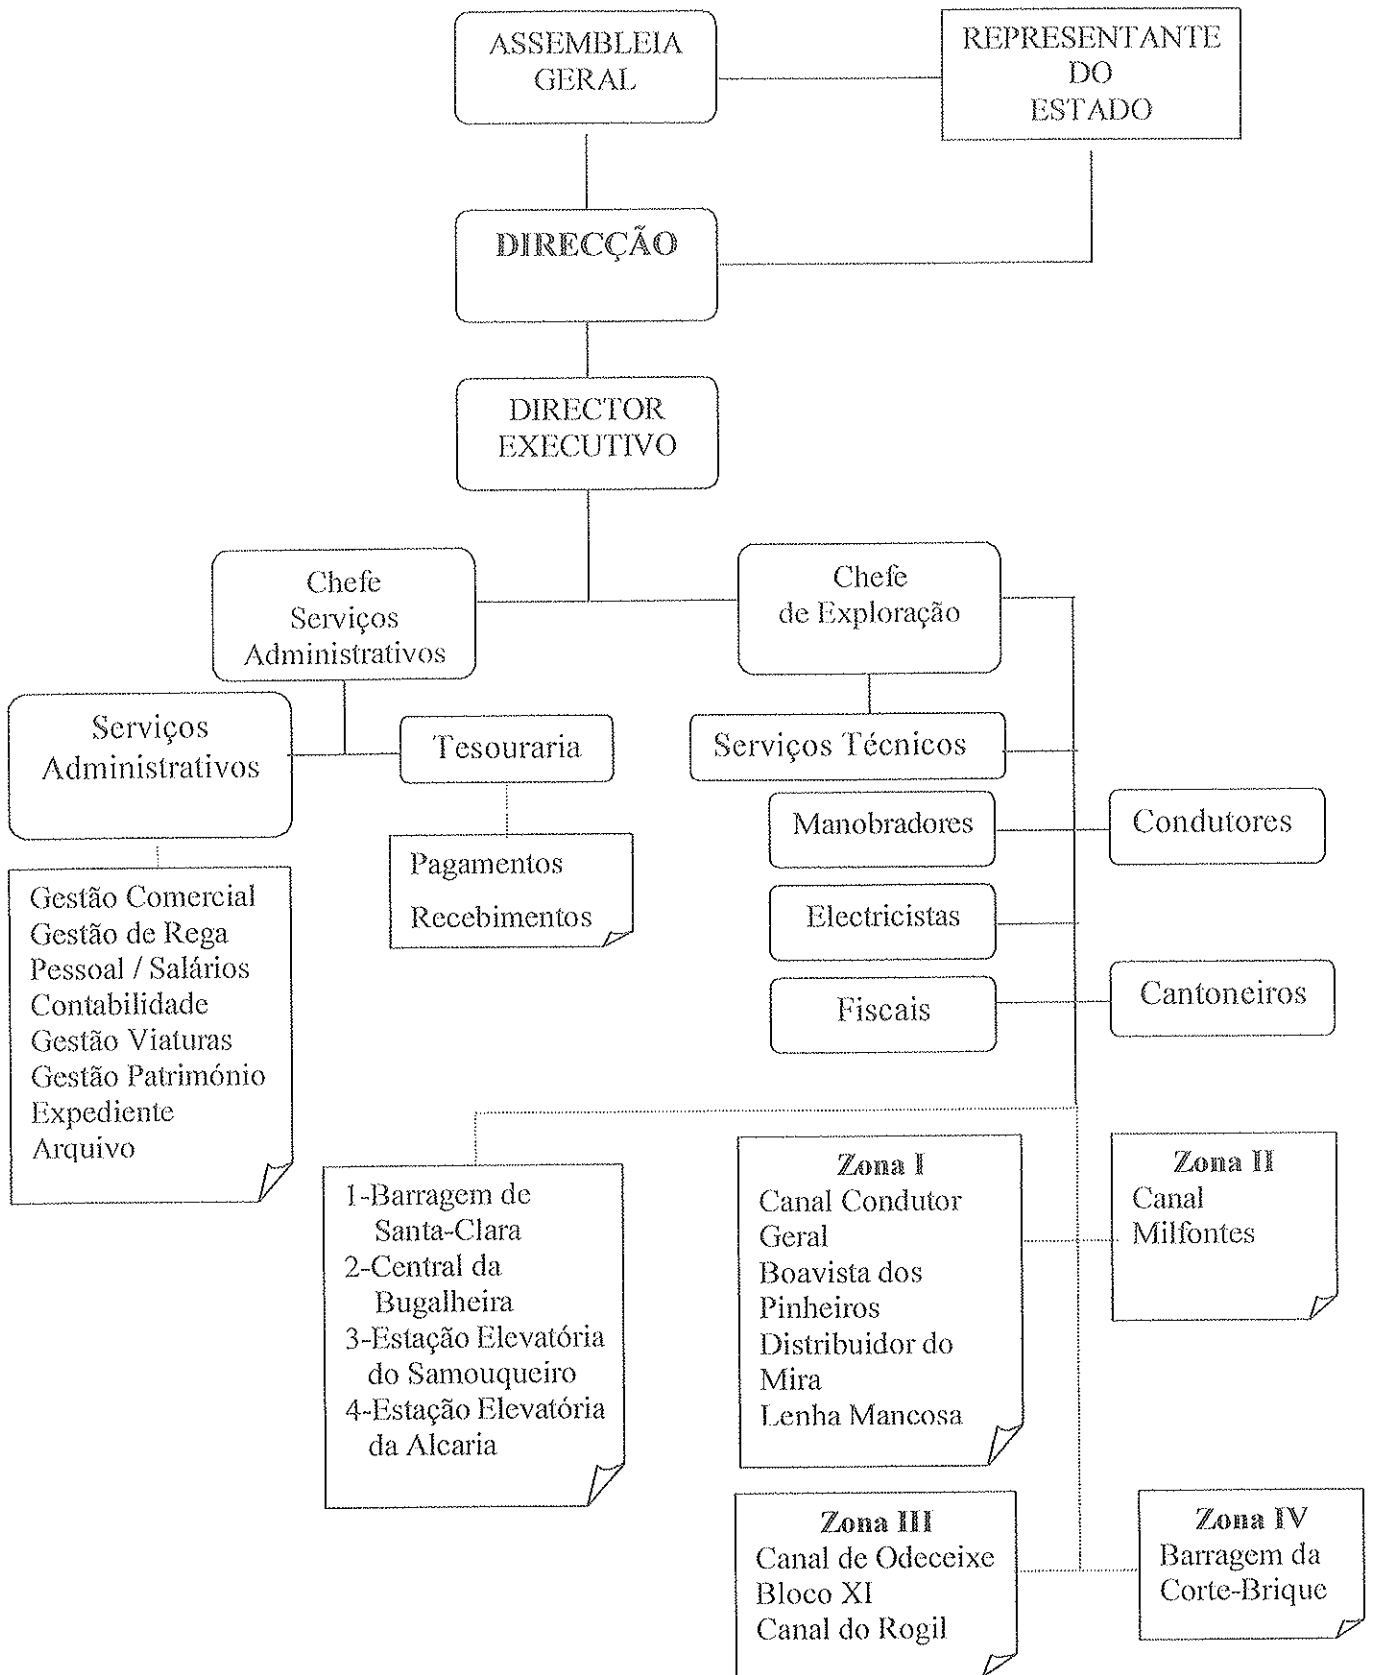 ASSEMBLEIA
GERAL
REPRESENTANTE
DO
ESTADO
DIRECÇÃO
DIRECTOR
EXECUTIVO
Chefe
Serviços
Administrativos
Chefe
de Exploração
Serviços
Administrativos
Tesouraria
Serviços Técnicos
Manobradores
Condutores
Electricistas
Fiscais
Cantoneiros
Pagamentos
Recebimentos
Gestão Comercial
Gestão de Rega
Pessoal / Salários
Contabilidade
Gestão Viaturas
Gestão Património
Expediente
Arquivo
1-Barragem de
Santa-Clara
2-Central da
Bugalheira
3-Estação Elevatória
do Samouqueiro
4-Estação Elevatória
da Alcaria
Zona I
Canal Condutor
Geral
Boavista dos
Pinheiros
Distribuidor do
Mira
Lenha Mancosa
Zona II
Canal
Milfontes
Zona III
Canal de Odeceixe
Bloco XI
Canal do Rogil
Zona IV
Barragem da
Corte-Brique